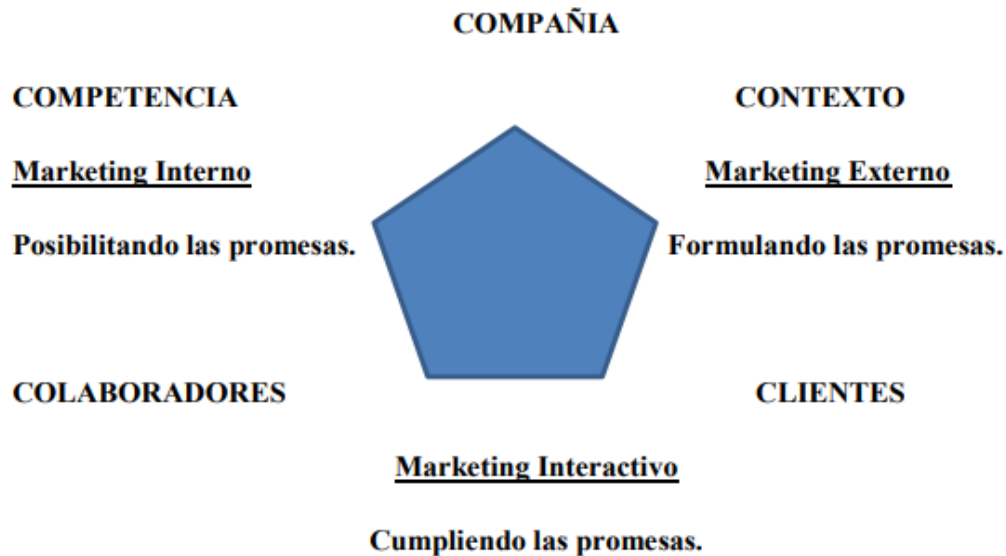 COMPAÑIA
COMPETENCIA
CONTEXTO
Marketing Interno
Marketing Externo
Posibilitando las promesas.
Formulando las promesas.
COLABORADORES
CLIENTES
Marketing Interactivo
Cumpliendo las promesas.